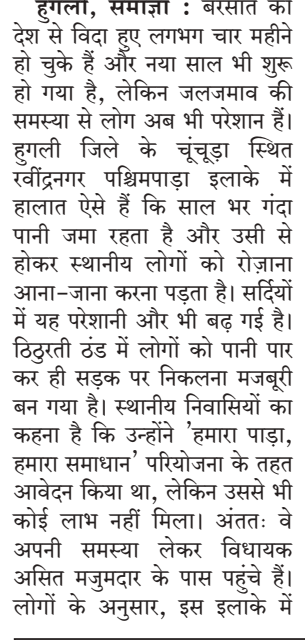 हुगली, समाज्ञा : बरसात को
देश से विदा हुए लगभग चार महीने
हो चुके हैं और नया साल भी शुरू
हो गया है, लेकिन जलजमाव की
समस्या से लोग अब भी परेशान हैं।
हुगली जिले के चूंचूड़ा स्थित
रवींद्रनगर पश्चिमपाड़ा इलाके में
हालात ऐसे हैं कि साल भर गंदा
पानी जमा रहता है और उसी से
होकर स्थानीय लोगों को रोज़ाना
आना-जाना करना पड़ता है। सर्दियों
में यह परेशानी और भी बढ़ गई है।
ठिठुरती ठंड में लोगों को पानी पार
कर ही सड़क पर निकलना मजबूरी
बन गया है। स्थानीय निवासियों का
कहना है कि उन्होंने 'हमारा पाड़ा,
हमारा समाधान' परियोजना के तहत
आवेदन किया था, लेकिन उससे भी
कोई लाभ नहीं मिला। अंततः वे
अपनी समस्या लेकर विधायक
असित मजुमदार के पास पहुंचे हैं।
लोगों के अनुसार, इस इलाके में